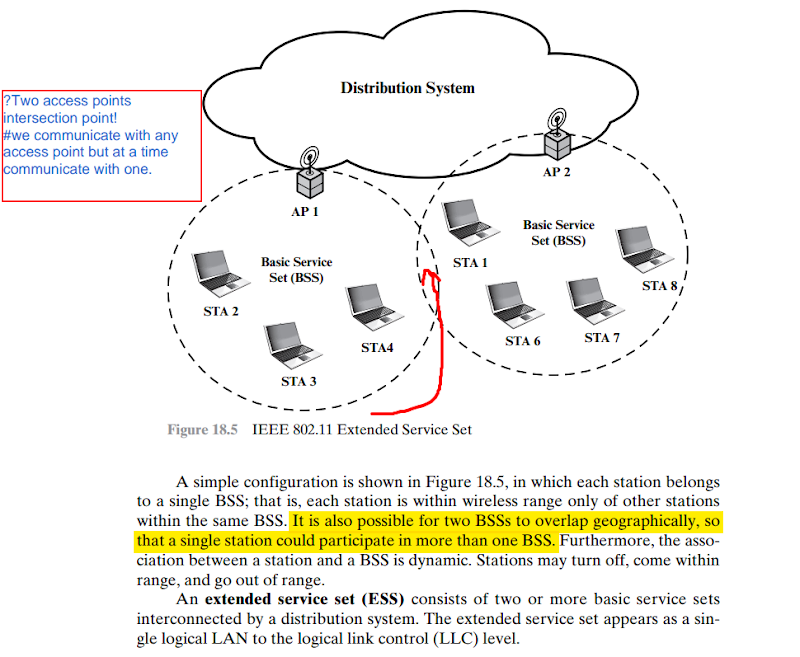 Distribution System
?Two access points
intersection point!
#we communicate with any
access point but at a time
communicate with one.
AP 2
AP 1
Basic Service
Set (BSS)
STA 1
Basic Service
Set (BSS)
STA 8
STA 2
STA 6
STA 7
STA4
STA 3
Figure 18.5 IEEE 802.11 Extended Service Set
A simple configuration is shown in Figure 18.5, in which each station belongs
to a single BSS; that is, each station is within wireless range only of other stations
within the same BSS. It is also possible for two BSSs to overlap geographically, so
that a single station could participate in more than one BSS. Furthermore, the asso-
ciation between a station and a BSS is dynamic. Stations may turn off, come within
range, and go out of range.
An extended service set (ESS) consists of two or more basic service sets
interconnected by a distribution system. The extended service set appears as a sin-
gle logical LAN to the logical link control (LLC) level.